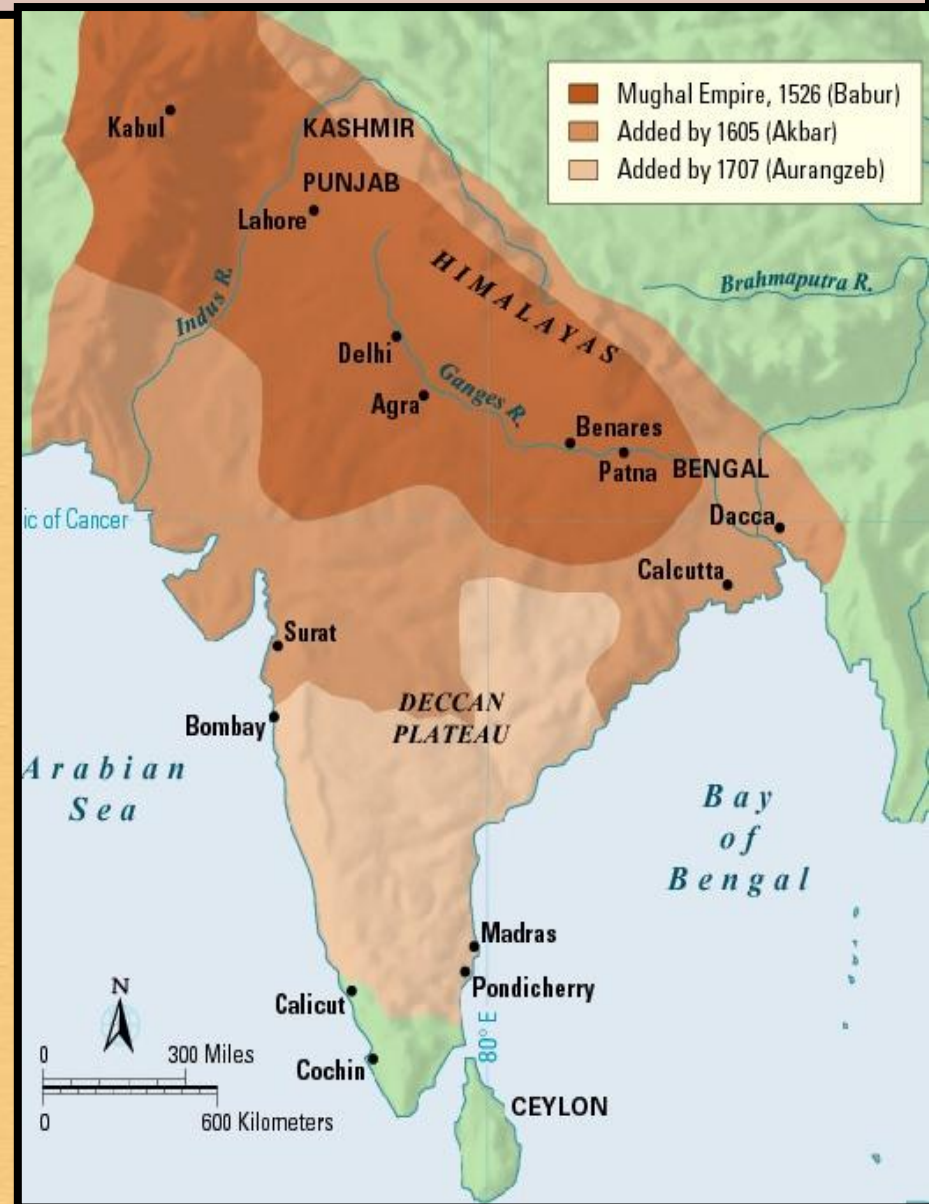 Mughal Empire, 1526 (Babur)
Added by 1605 (Akbar)
Added by 1707 (Aurangzeb)
Kabul
KASHMIR
PUNJAB
Lahore
HIMALAYAS
Indus R.
Brahmaputra R.
Delhi
Ganges R.
Agra
Benares
Patna
BENGAL
ic of Cancer
Dacca
Calcutta
Surat
DECCAN
PLATEAU
Bombay
Arabian
Sea
Bay
of
Bengal
Madras
Pondicherry
Calicut
80° E
Cochin
CEYLON
N
0 300 Miles
0 600 Kilometers